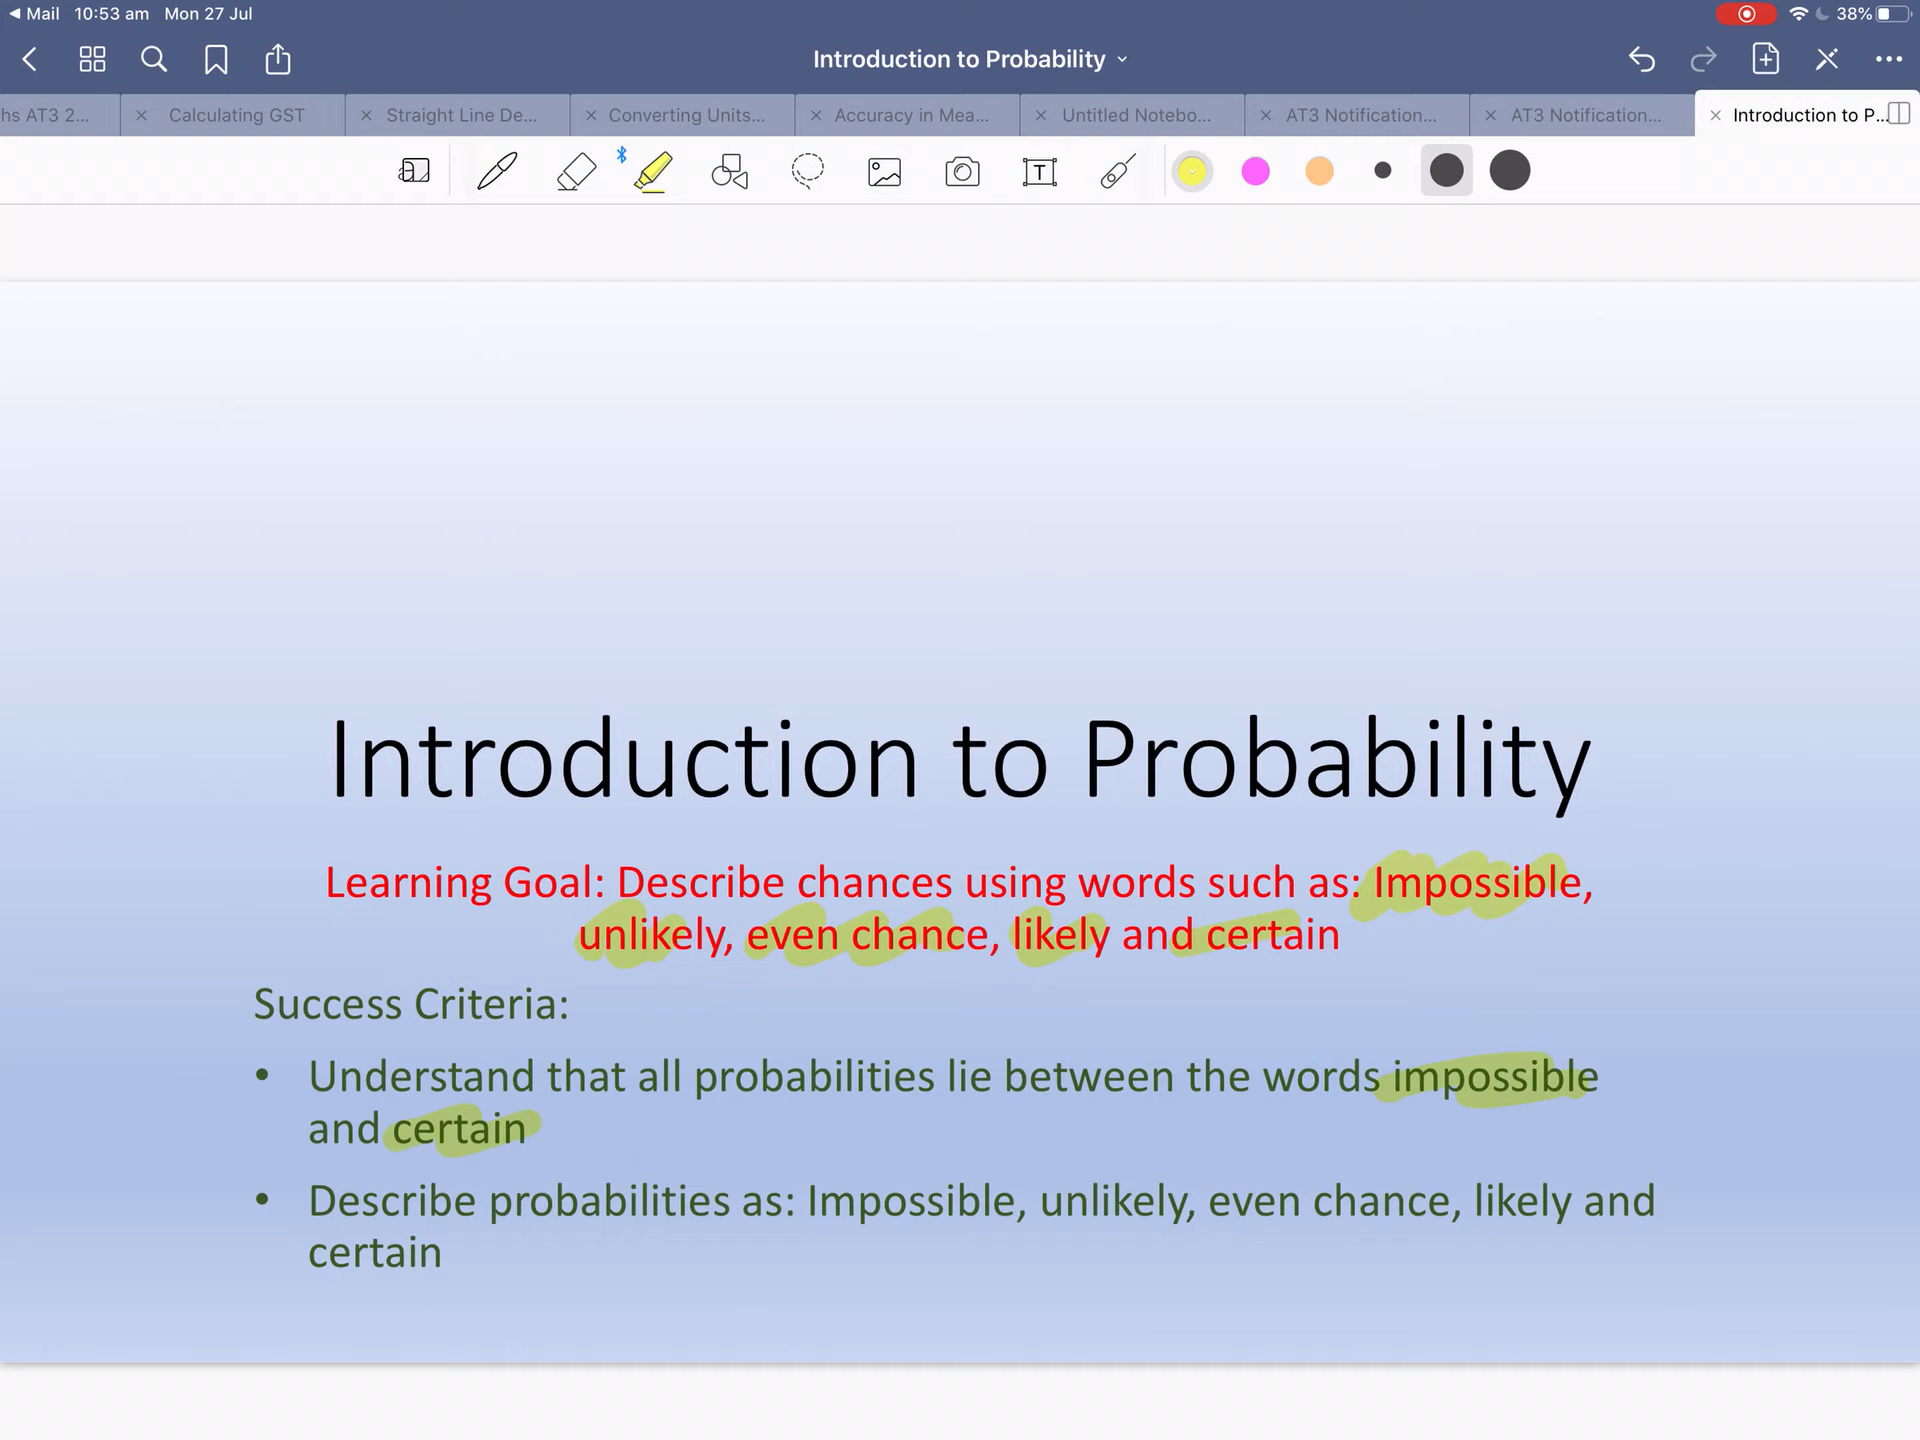 Mail 10:53 am Mon 27 Jul 38%
Introduction to Probability
hs AT3 2... Calculating GST Straight Line De... Converting Units... Accuracy in Mea... Untitled Notebo... AT3 Notification... AT3 Notification... Introduction to P...
Introduction to Probability
Learning Goal: Describe chances using words such as: Impossible,
unlikely, even chance, likely and certain
Success Criteria:
• Understand that all probabilities lie between the words impossible
and certain
• Describe probabilities as: Impossible, unlikely, even chance, likely and
certain